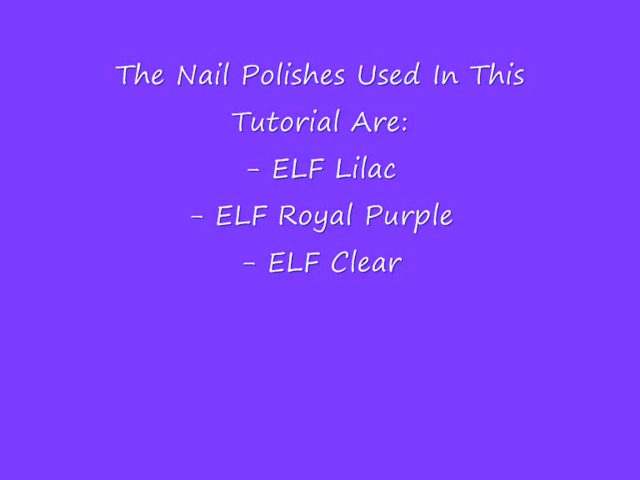 The Nail Polishes Used In This
Tutorial Are:
- ELF Lilac
- ELF Royal Purple
- ELF Clear